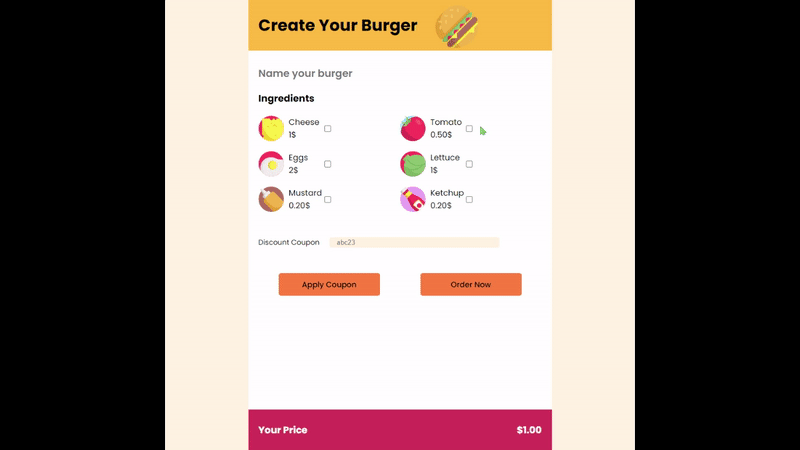 Create Your Burger
Name your burger
Ingredients
Cheese
1$
Tomato
0.50$
Eggs
2$
Lettuce
1$
Mustard
0.20$
Ketchup
0.20$
Discount Coupon
abc23
Apply Coupon
Order Now
Your Price
$1.00